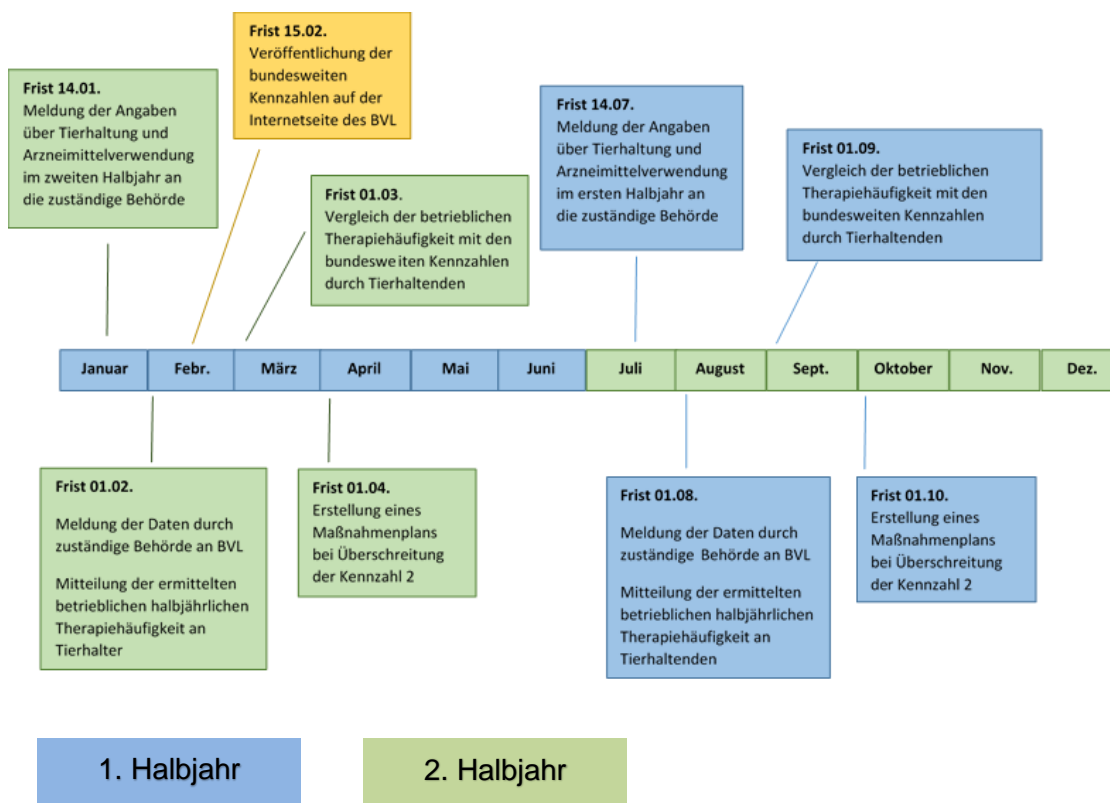 Frist 14.01.
Meldung der Angaben
über Tierhaltung und
Arzneimittelverwendung
im zweiten Halbjahr an
die zuständige Behörde
Frist 15.02.
Veröffentlichung der
bundesweiten
Kennzahlen auf der
Internetseite des BVL
Frist 01.03.
Vergleich der betrieblichen
Therapiehäufigkeit mit den
bundesweiten Kennzahlen
durch Tierhaltenden
Frist 14.07.
Meldung der Angaben
über Tierhaltung und
Arzneimittelverwendung
im ersten Halbjahr an
die zuständige Behörde
Frist 01.09.
Vergleich der betrieblichen
Therapiehäufigkeit mit den
bundesweiten Kennzahlen
durch Tierhaltenden
Januar Febr. März April Mai Juni Juli August Sept. Oktober Nov. Dez.
Frist 01.02.
Meldung der Daten durch
zuständige Behörde an BVL
Mitteilung der ermittelten
betrieblichen halbjährlichen
Therapiehäufigkeit an
Tierhalter
Frist 01.04.
Erstellung eines
Maßnahmenplans
bei Überschreitung
der Kennzahl 2
Frist 01.08.
Meldung der Daten durch
zuständige Behörde an BVL
Mitteilung der ermittelten
betrieblichen halbjährlichen
Therapiehäufigkeit an
Tierhaltenden
Frist 01.10.
Erstellung eines
Maßnahmenplans
bei Überschreitung
der Kennzahl 2
1. Halbjahr
2. Halbjahr